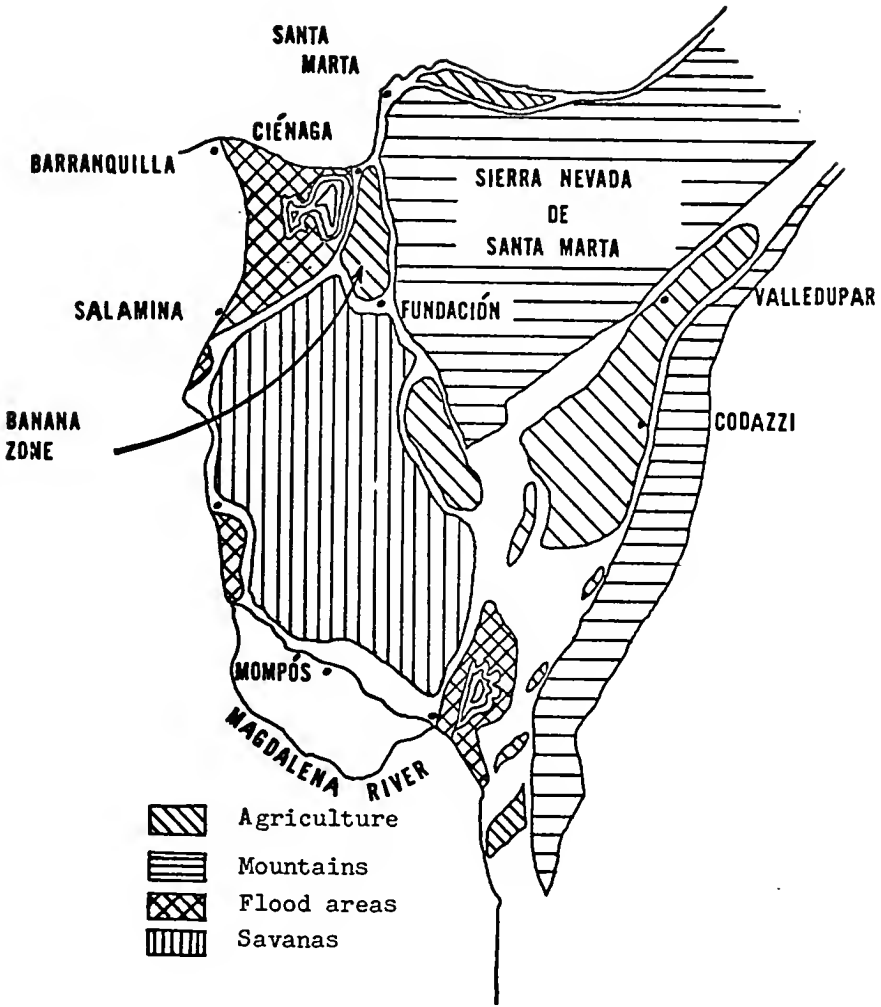 SANTA
MARTA
CIÉNAGA
BARRANQUILLA
SIERRA NEVADA
DE
SANTA MARTA
SALAMINA
FUNDACIÓN
VALLEDUPAR
BANANA
ZONE
CODAZZI
MOMPÓS
MAGDALENA RIVER
Agriculture
Mountains
Flood areas
Savanas